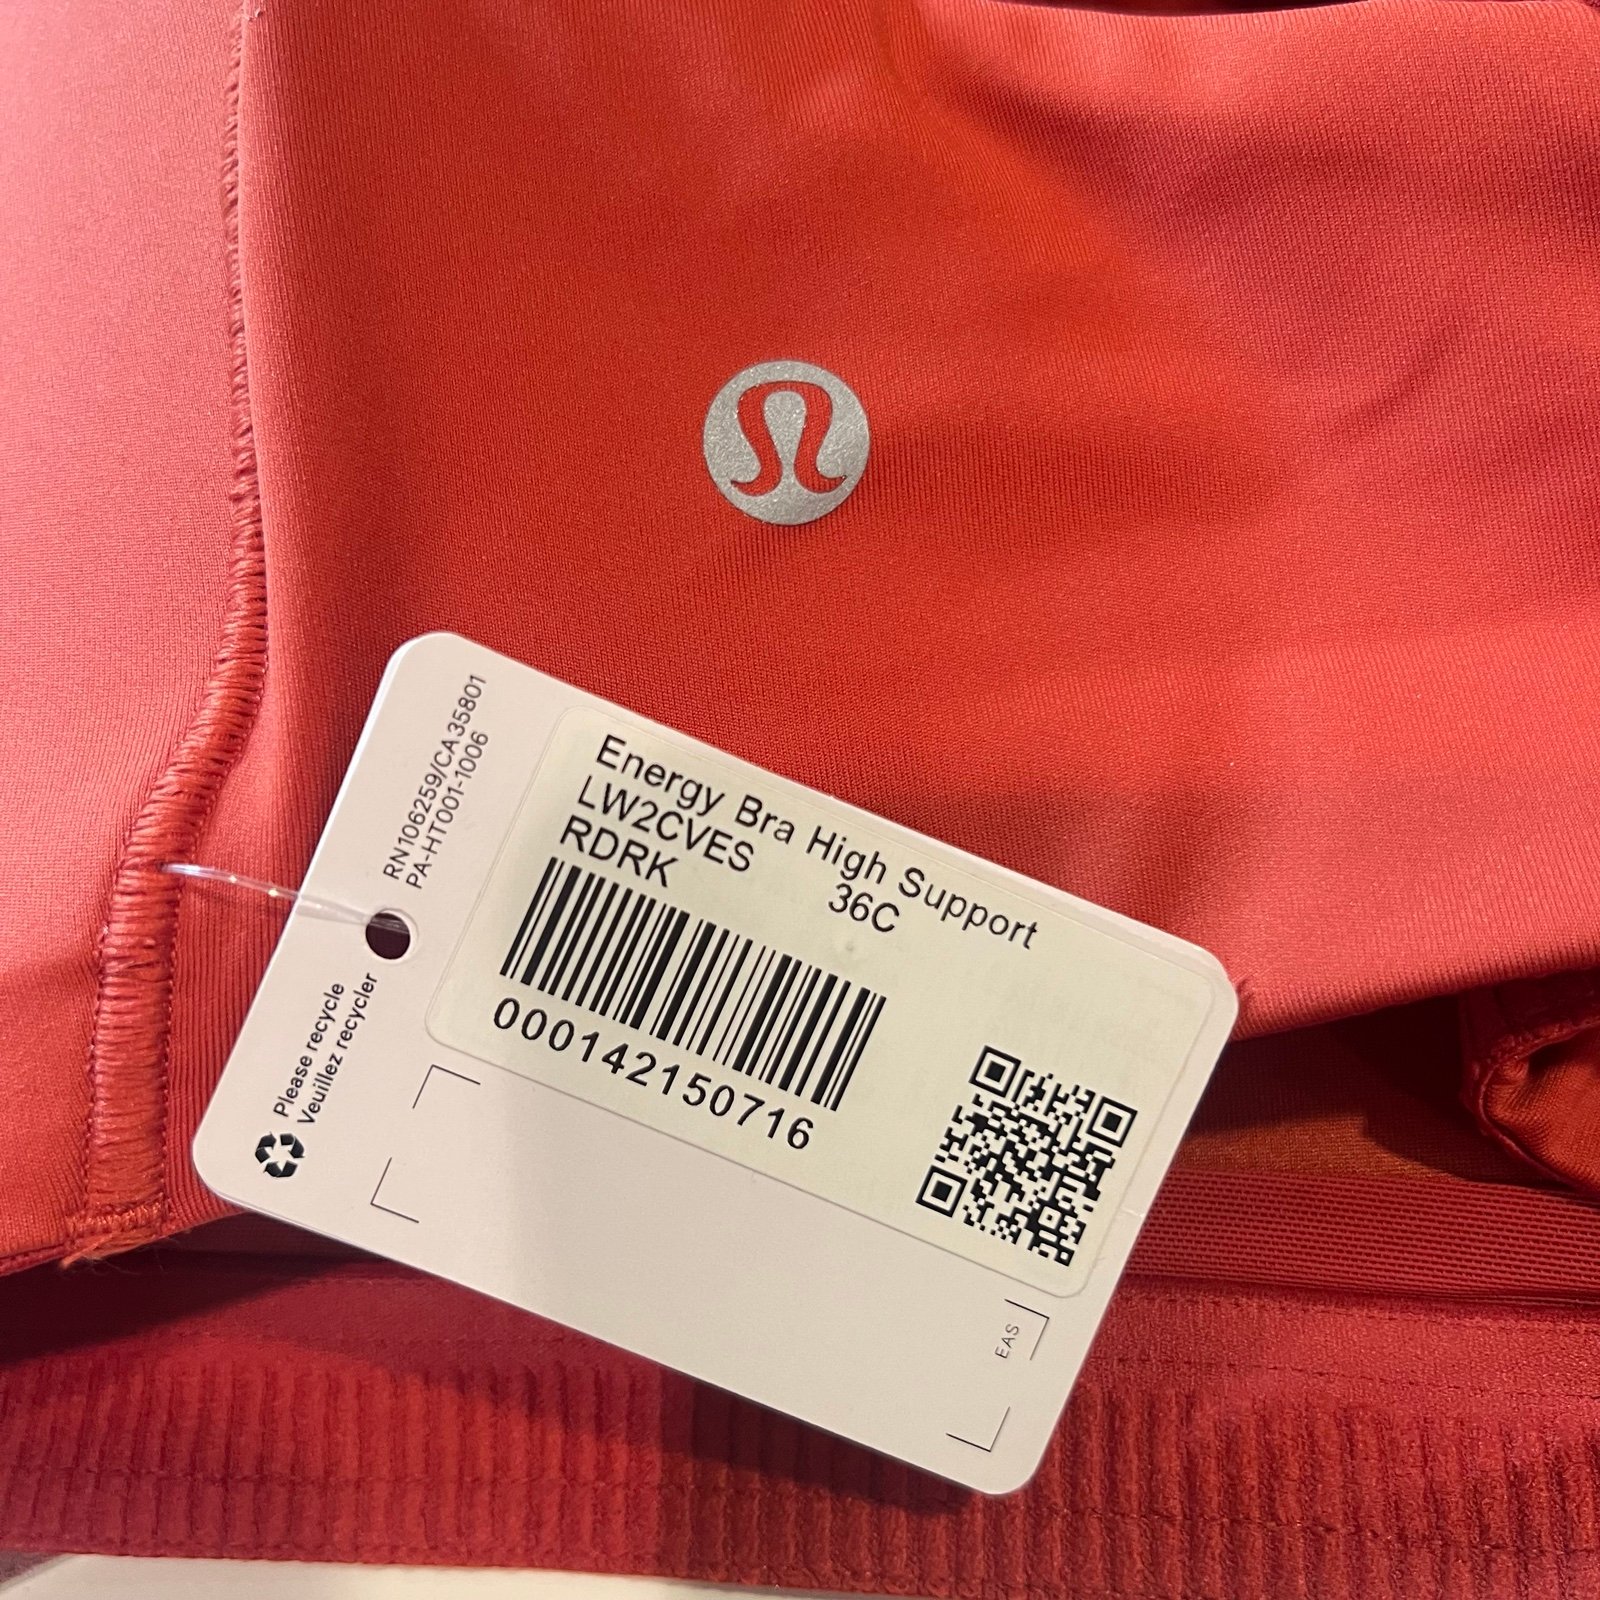 RN106259/CA35801
PA-HT001-1006
Energy Bra High Support
LW2CVES
RDRK 36C
000142150716
Please recycle
Veuillez recycler
EAS